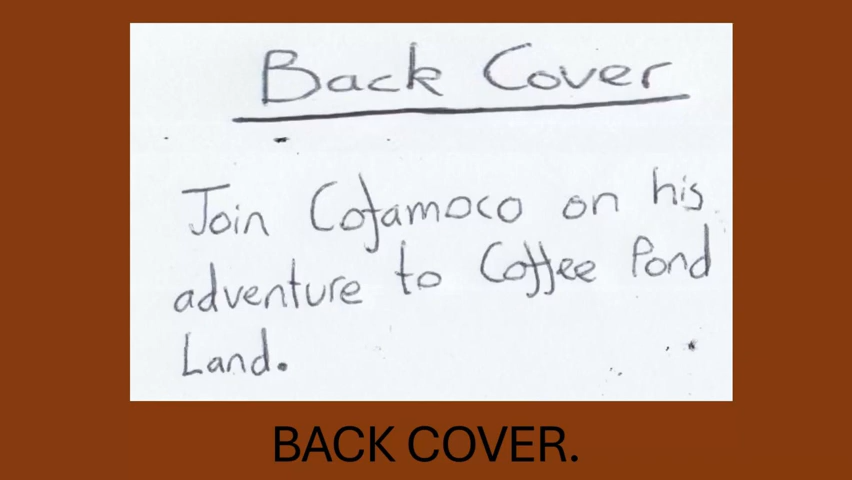 Back Cover
Join Cofamoco on his
adventure to Coffee Pond
Land.
BACK COVER.